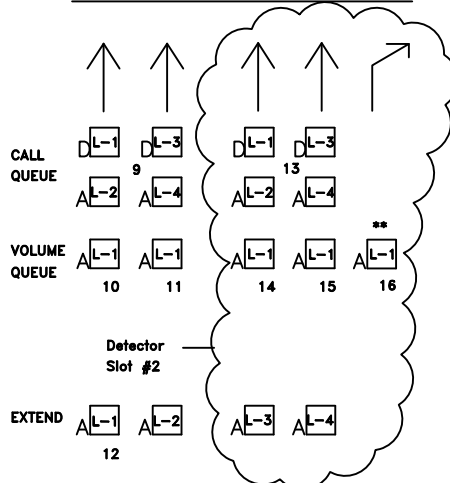 D L-1 D L-3 D L-1 D L-3
CALL
QUEUE
9 13
A L-2 A L-4 A L-2 A L-4
**
VOLUME
QUEUE
A L-1 A L-1 A L-1 A L-1 A L-1
10 11 14 15 16
Detector
Slot #2
EXTEND
A L-1 A L-2 A L-3 A L-4
12